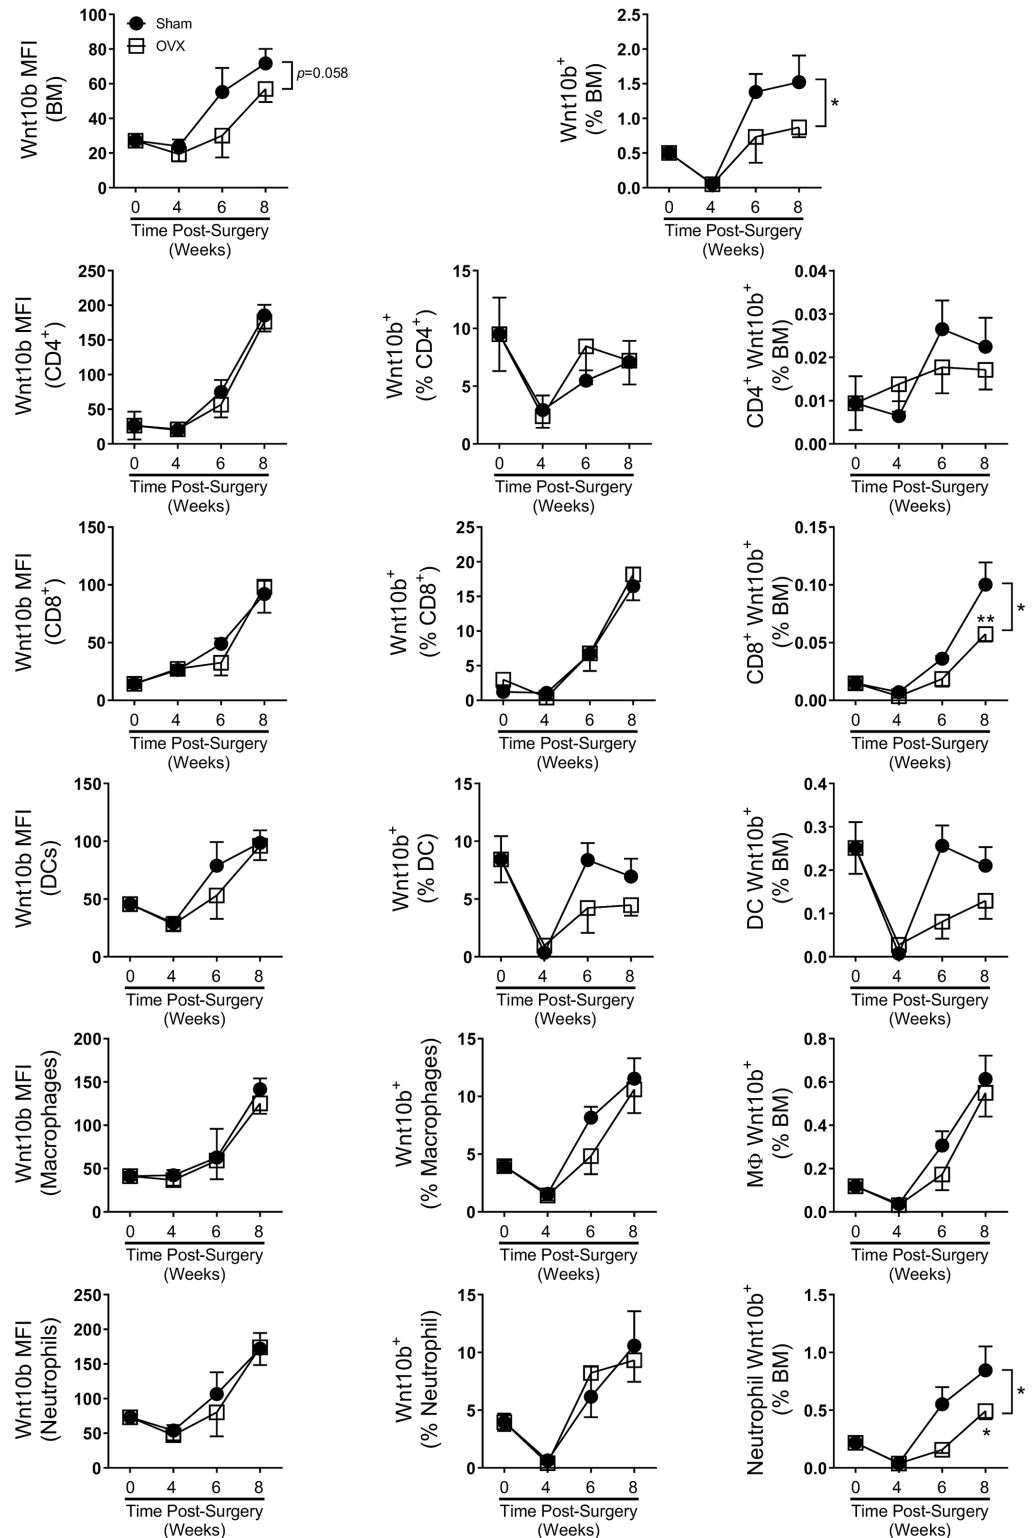 Wnt10b MFI
(BM)
100
80
60
40
20
0
Sham
OVX
p=0.058
0 4 6 8
Time Post-Surgery
(Weeks)
Wnt10b+
(% BM)
2.5
2.0
1.5
1.0
0.5
0.0
*
0 4 6 8
Time Post-Surgery
(Weeks)
Wnt10b MFI
(CD4+)
250
200
150
100
50
0
0 4 6 8
Time Post-Surgery
(Weeks)
Wnt10b+
(% CD4+)
15
10
5
0
0 4 6 8
Time Post-Surgery
(Weeks)
CD4+ Wnt10b+
(% BM)
0.04
0.03
0.02
0.01
0.00
0 4 6 8
Time Post-Surgery
(Weeks)
Wnt10b MFI
(CD8+)
150
100
50
0
0 4 6 8
Time Post-Surgery
(Weeks)
Wnt10b+
(% CD8+)
25
20
15
10
5
0
0 4 6 8
Time Post-Surgery
(Weeks)
CD8+ Wnt10b+
(% BM)
0.15
0.10
0.05
0.00
**
*
0 4 6 8
Time Post-Surgery
(Weeks)
Wnt10b MFI
(DCs)
150
100
50
0
0 4 6 8
Time Post-Surgery
(Weeks)
Wnt10b+
(% DC)
15
10
5
0
0 4 6 8
Time Post-Surgery
(Weeks)
DC Wnt10b+
(% BM)
0.4
0.3
0.2
0.1
0.0
0 4 6 8
Time Post-Surgery
(Weeks)
Wnt10b MFI
(Macrophages)
200
150
100
50
0
0 4 6 8
Time Post-Surgery
(Weeks)
Wnt10b+
(% Macrophages)
15
10
5
0
0 4 6 8
Time Post-Surgery
(Weeks)
MΦ Wnt10b+
(% BM)
0.8
0.6
0.4
0.2
0.0
0 4 6 8
Time Post-Surgery
(Weeks)
Wnt10b MFI
(Neutrophils)
250
200
150
100
50
0
0 4 6 8
Time Post-Surgery
(Weeks)
Wnt10b+
(% Neutrophil)
15
10
5
0
0 4 6 8
Time Post-Surgery
(Weeks)
Neutrophil Wnt10b+
(% BM)
1.5
1.0
0.5
0.0
*
*
0 4 6 8
Time Post-Surgery
(Weeks)